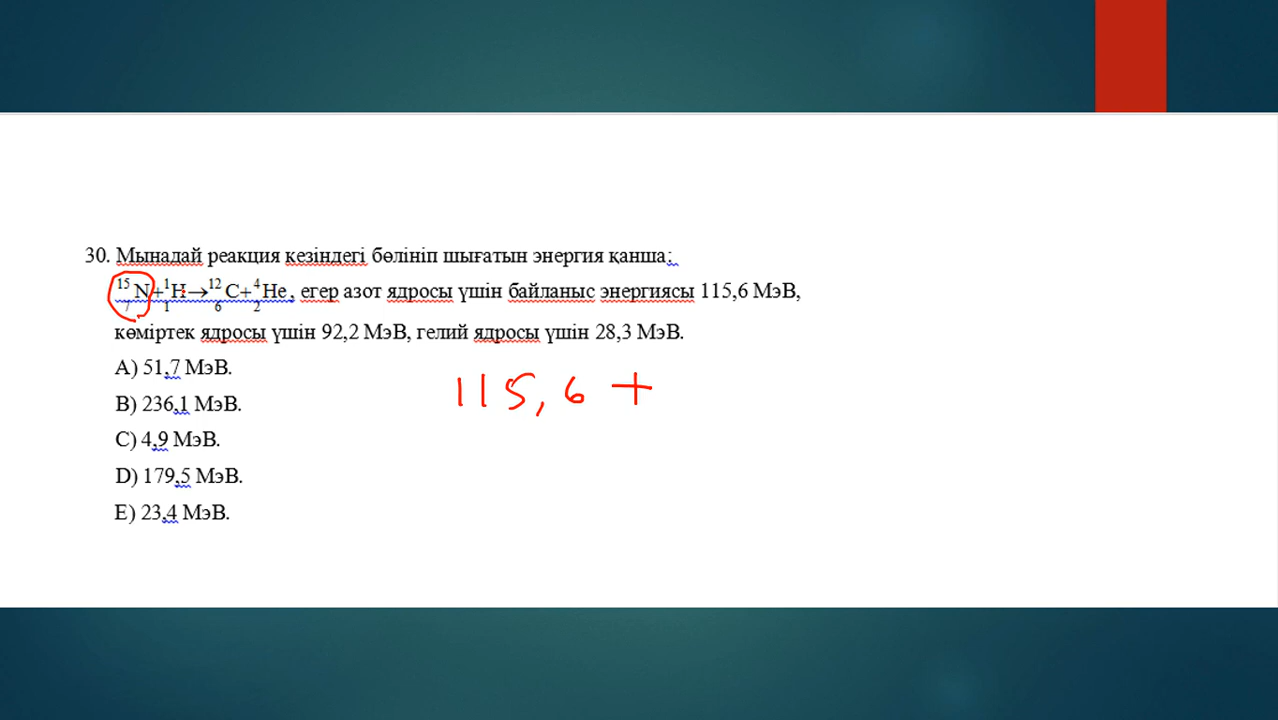 30. Мынадай реакция кезіндегі бөлініп шығатын энергия қанша:
¹⁵₇N+¹₁H→¹²₆C+⁴₂He, егер азот ядросы үшін байланыс энергиясы 115,6 МэВ,
көміртек ядросы үшін 92,2 МэВ, гелий ядросы үшін 28,3 МэВ.
A) 51,7 МэВ.
B) 236,1 МэВ.
C) 4,9 МэВ.
D) 179,5 МэВ.
E) 23,4 МэВ.
115,6 +